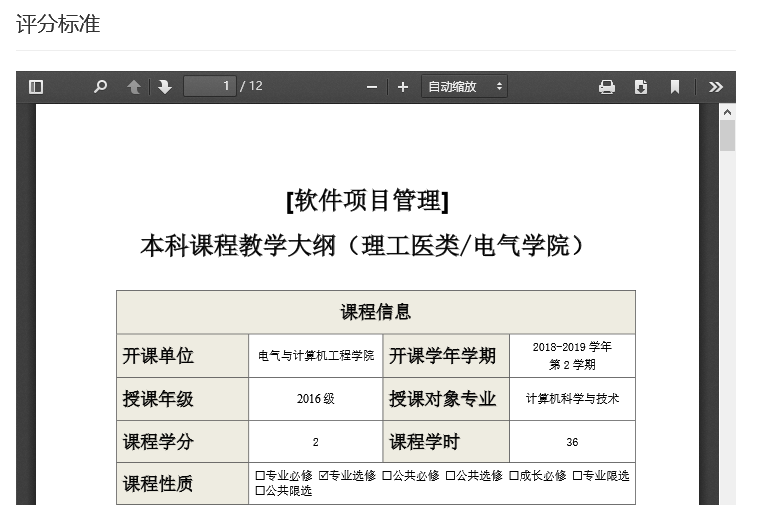 评分标准
1 / 12
自动缩放
[软件项目管理]
本科课程教学大纲（理工医类/电气学院）
课程信息
开课单位 电气与计算机工程学院 开课学年学期 2018-2019 学年
第 2 学期
授课年级 2016 级 授课对象专业 计算机科学与技术
课程学分 2 课程学时 36
课程性质 ☐专业必修 ☑专业选修 ☐公共必修 ☐公共选修 ☐成长必修 ☐专业限选
☐公共限选